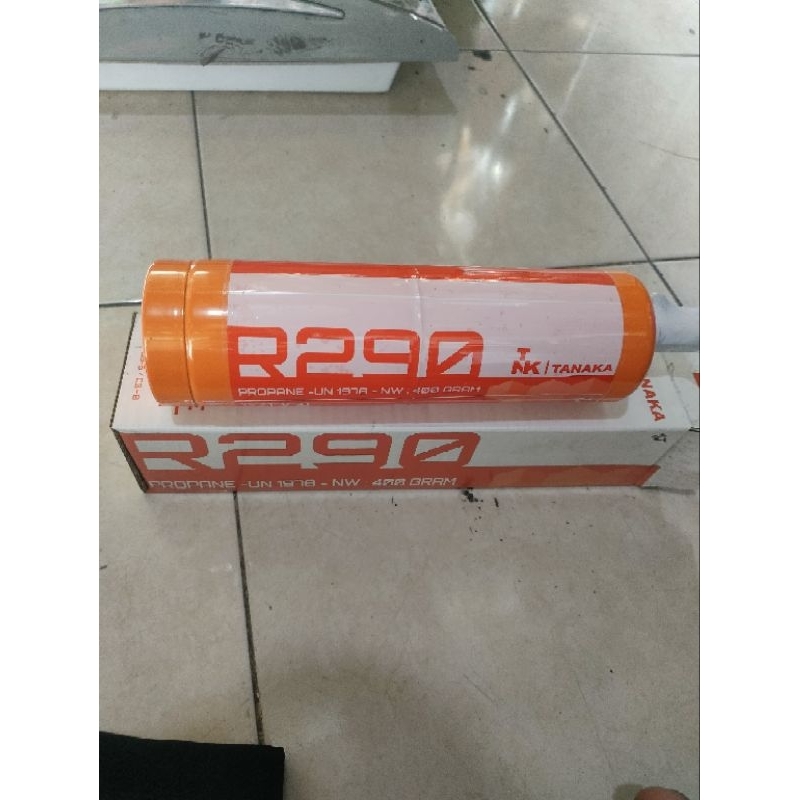 R290
PROPANE -UN 1978 - NW . 400 GRAM
TNK | TANAKA
R290
PROPANE -UN 1978 - NW . 400 GRAM
NAKA